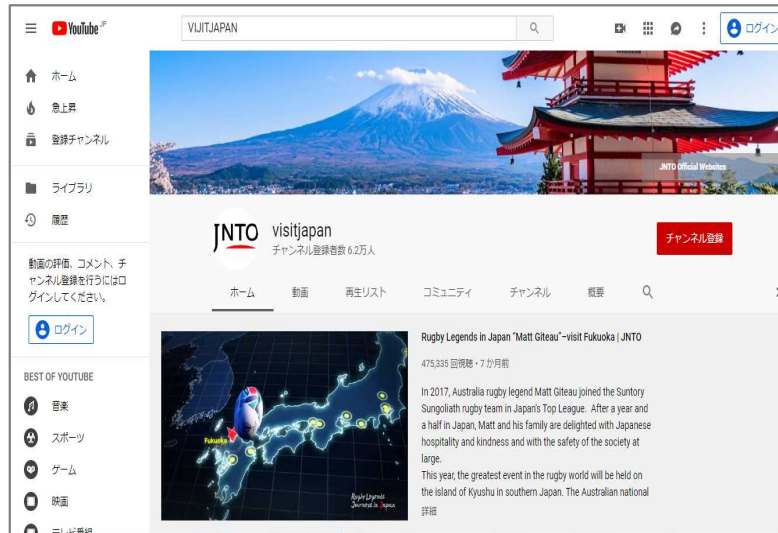 YouTube JP
VIJITJAPAN
ログイン
ホーム
急上昇
登録チャンネル
ライブラリ
履歴
動画の評価、コメント、チ
ャンネル登録を行うにはロ
グインしてください。
ログイン
BEST OF YOUTUBE
音楽
スポーツ
ゲーム
映画
テレビ番組
JNTO Official Websites
JNTO
visitjapan
チャンネル登録者数 6.2万人
チャンネル登録
ホーム 動画 再生リスト コミュニティ チャンネル 概要
Fukuoka
Rugby Legends
Journeyed in Japan
Rugby Legends in Japan "Matt Giteau"–visit Fukuoka | JNTO
475,335 回視聴・7 か月前
In 2017, Australia rugby legend Matt Giteau joined the Suntory
Sungoliath rugby team in Japan's Top League. After a year and
a half in Japan, Matt and his family are delighted with Japanese
hospitality and kindness and with the safety of the society at
large.
This year, the greatest event in the rugby world will be held on
the island of Kyushu in southern Japan. The Australian national
詳細